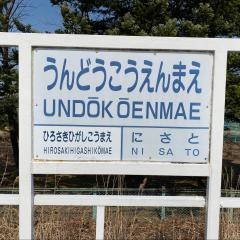 うんどうこうえんまえ
UNDŌKŌENMAE
ひろさきひがしこうまえ
HIROSAKIHIGASHIKŌMAE
にさと
NI SA TO